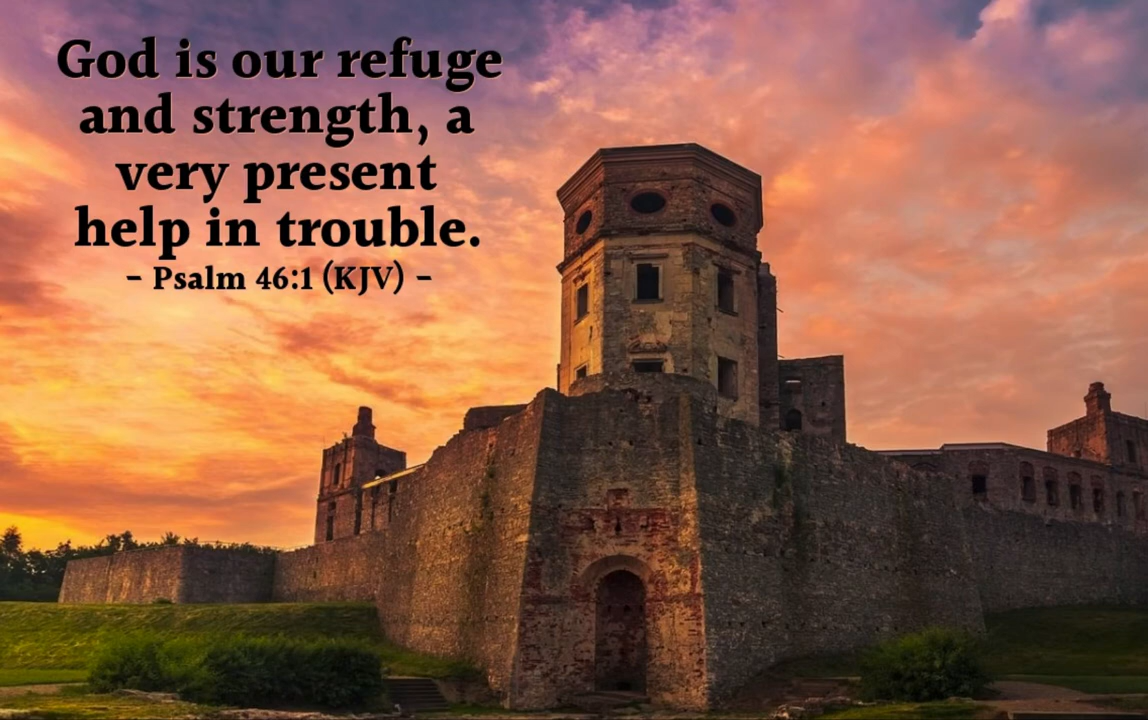 God is our refuge
and strength, a
very present
help in trouble.
– Psalm 46:1 (KJV) –